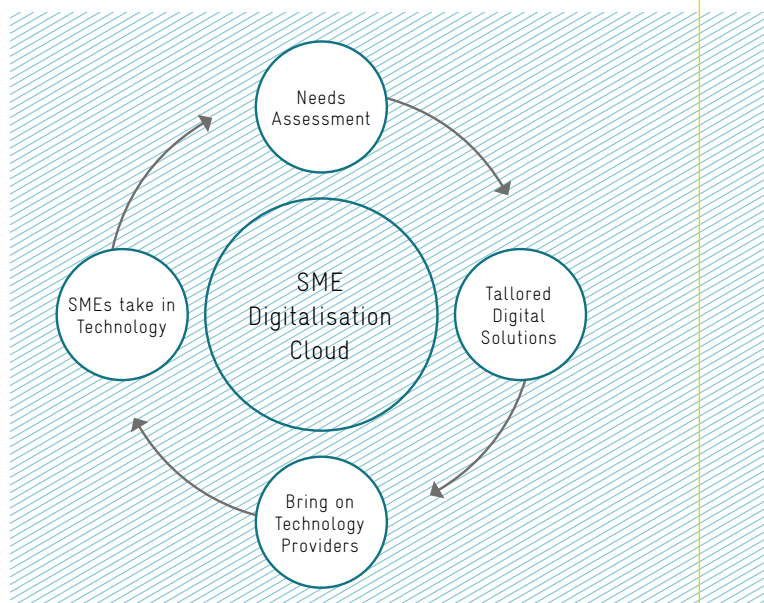 Needs
Assessment
SME
Digitalisation
Cloud
SMEs take in
Technology
Tallored
Digital
Solutions
Bring on
Technology
Providers